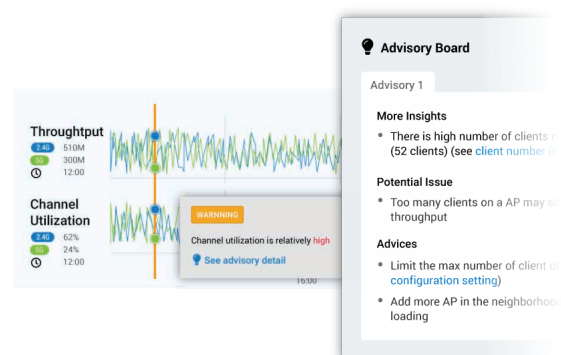 Advisory Board
Advisory 1
More Insights
There is high number of clients
(52 clients) (see client number
Potential Issue
Too many clients on a AP may
throughput
Advices
Limit the max number of client
configuration setting)
Add more AP in the neighborhood
loading
Throughtput
2.4G 510M
5G 300M
12:00
Channel
Utilization
2.4G 62%
5G 24%
12:00
WARNNING
Channel utilization is relatively high
See advisory detail
16:00